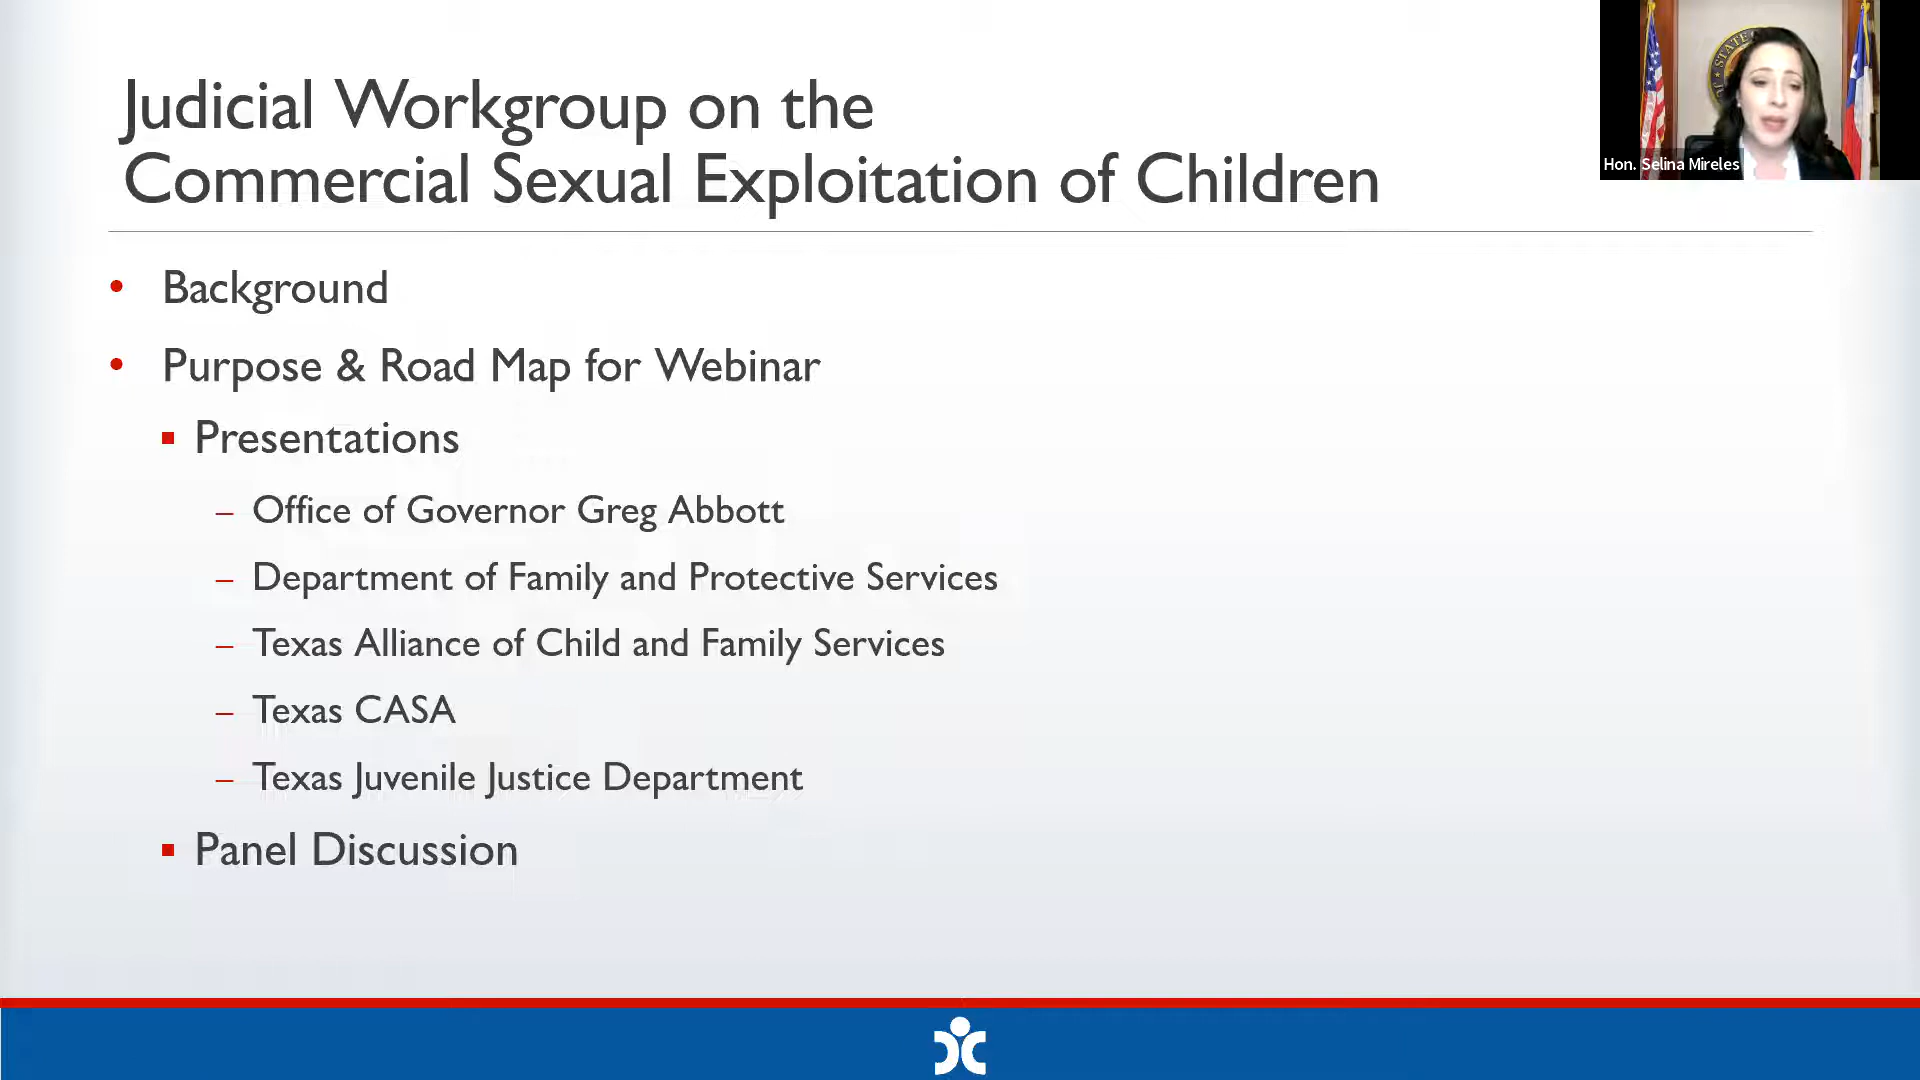 Judicial Workgroup on the
Commercial Sexual Exploitation of Children
• Background
• Purpose & Road Map for Webinar
▪ Presentations
– Office of Governor Greg Abbott
– Department of Family and Protective Services
– Texas Alliance of Child and Family Services
– Texas CASA
– Texas Juvenile Justice Department
▪ Panel Discussion
STATE
Hon. Selina Mireles